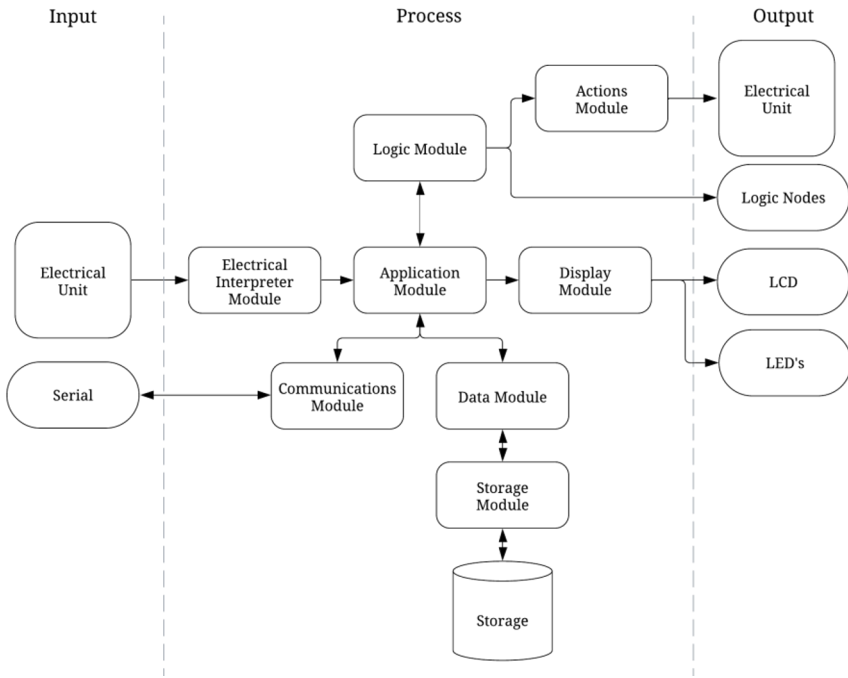 Input
Process
Output
Actions
Module
Electrical
Unit
Logic Module
Logic Nodes
Electrical
Unit
Electrical
Interpreter
Module
Application
Module
Display
Module
LCD
LED's
Serial
Communications
Module
Data Module
Storage
Module
Storage